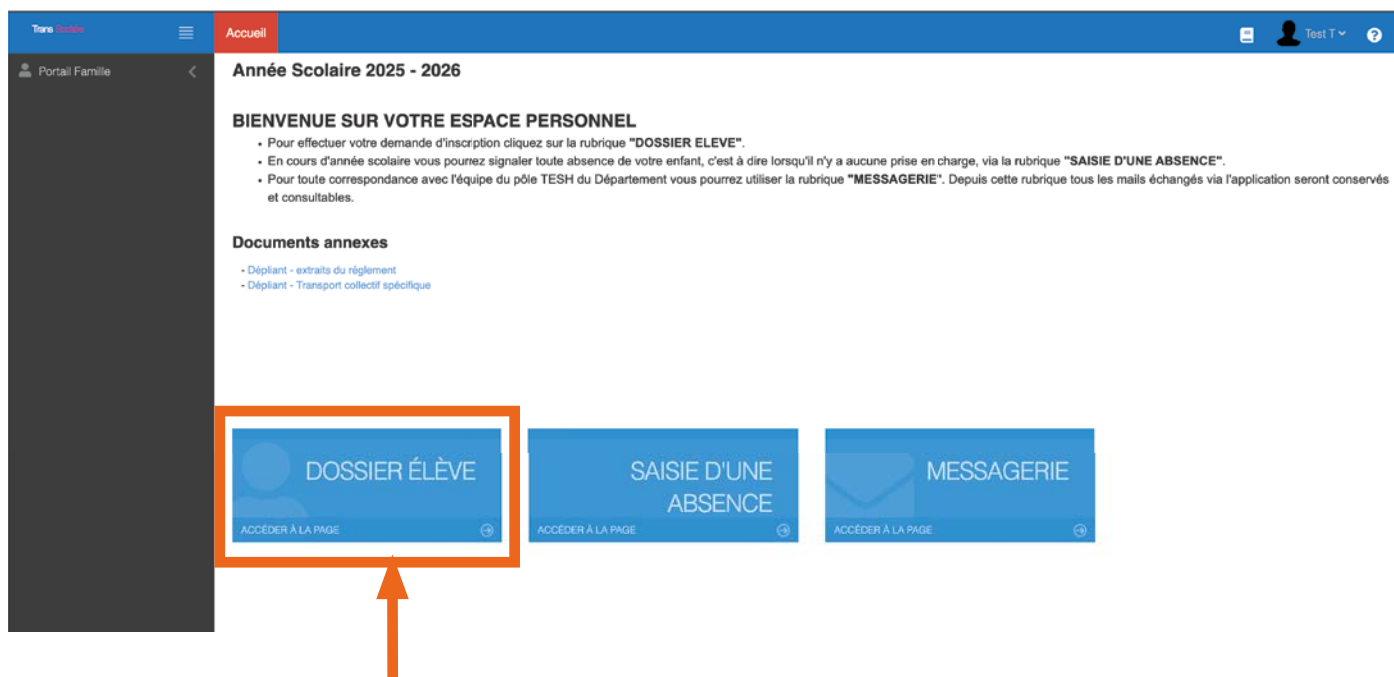 Trans
Accueil
Test T
Portail Famille
Année Scolaire 2025 - 2026
BIENVENUE SUR VOTRE ESPACE PERSONNEL
• Pour effectuer votre demande d'inscription cliquez sur la rubrique "DOSSIER ELEVE".
• En cours d'année scolaire vous pourrez signaler toute absence de votre enfant, c'est à dire lorsqu'il n'y a aucune prise en charge, via la rubrique "SAISIE D'UNE ABSENCE".
• Pour toute correspondance avec l'équipe du pôle TESH du Département vous pourrez utiliser la rubrique "MESSAGERIE". Depuis cette rubrique tous les mails échangés via l'application seront conservés
et consultables.
Documents annexes
- Dépliant - extraits du règlement
- Dépliant - Transport collectif spécifique
DOSSIER ÉLÈVE
ACCÉDER À LA PAGE
SAISIE D'UNE
ABSENCE
ACCÉDER À LA PAGE
MESSAGERIE
ACCÉDER À LA PAGE